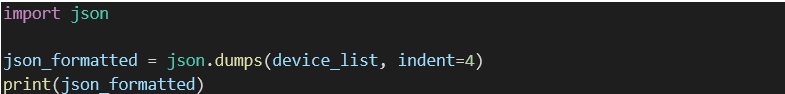 import json
json_formatted = json.dumps(device_list, indent=4)
print(json_formatted)